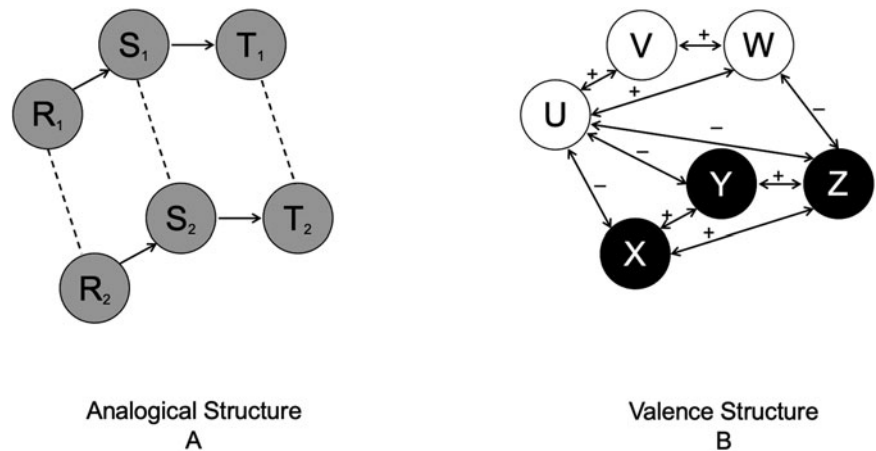 S₁
T₁
R₁
S₂
T₂
R₂
V
+
W
+
+
U
–
–
–
Y
+
Z
–
+
+
X
Analogical Structure
A
Valence Structure
B